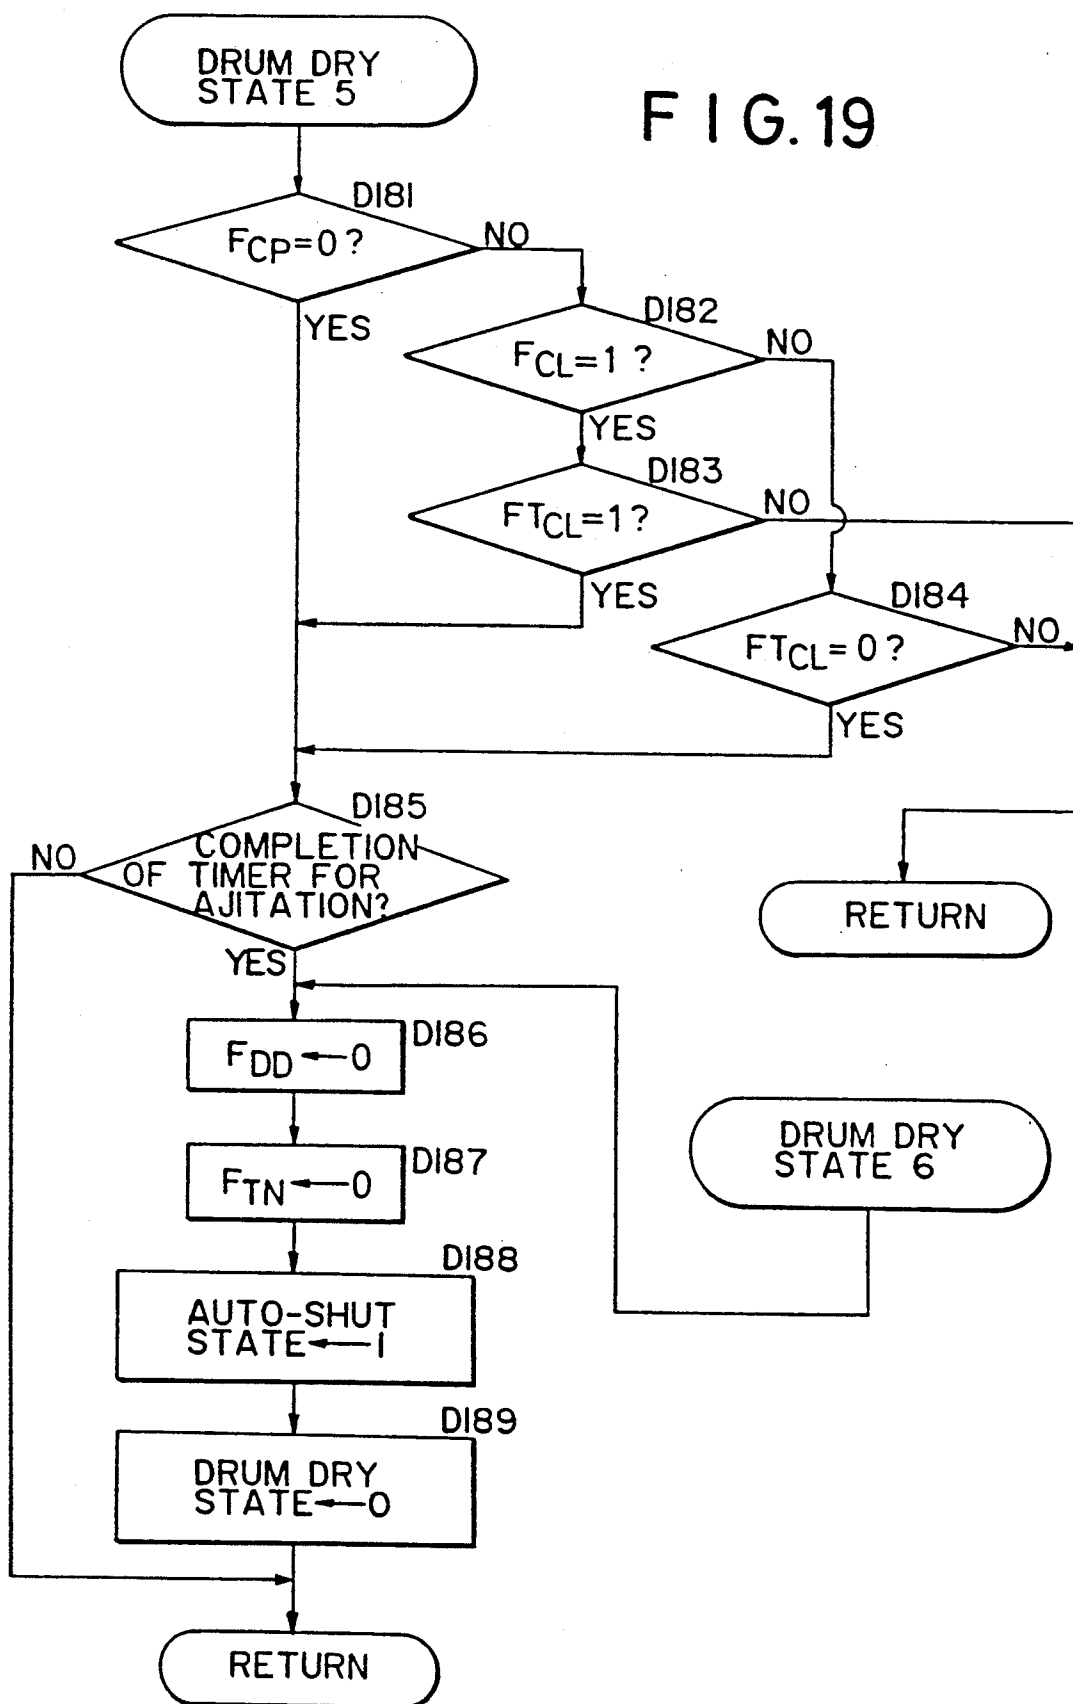 DRUM DRY
STATE 5
FIG. 19
D181
FCP=0?
NO
YES
D182
FCL=1 ?
NO
YES
D183
FTCL=1?
NO
YES
D184
FTCL=0?
NO
YES
D185
COMPLETION
OF TIMER FOR
AJITATION?
NO
YES
RETURN
D186
FDD←0
D187
FTN←0
DRUM DRY
STATE 6
D188
AUTO-SHUT
STATE←1
D189
DRUM DRY
STATE←0
RETURN